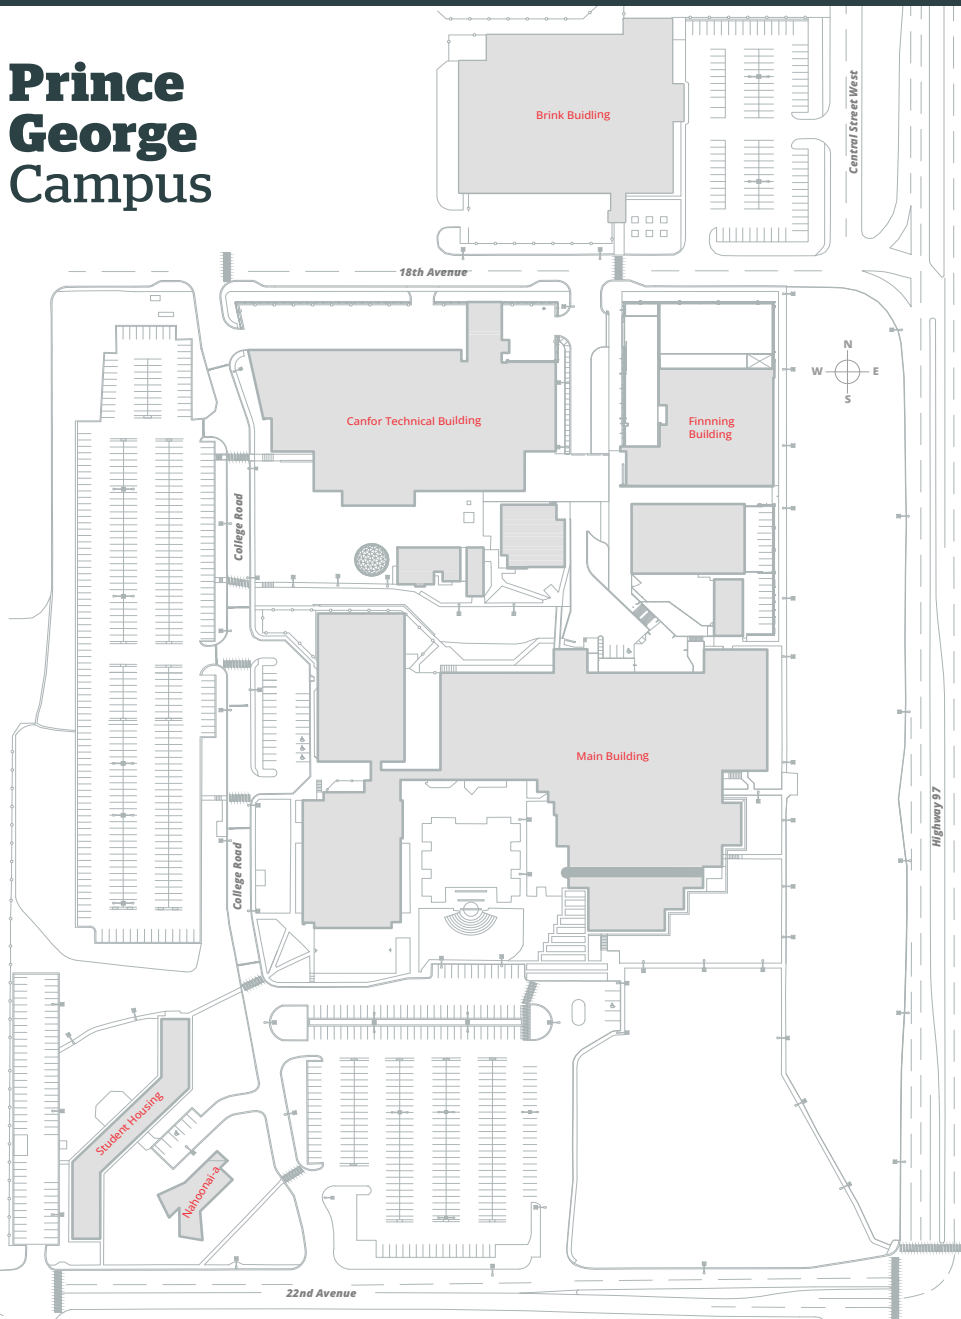 Prince
George
Campus
Brink Buidling
Central Street West
18th Avenue
N
W E
S
Canfor Technical Building
Finnning
Building
College Road
Main Building
Highway 97
College Road
Student Housing
Nahoonai-a
22nd Avenue